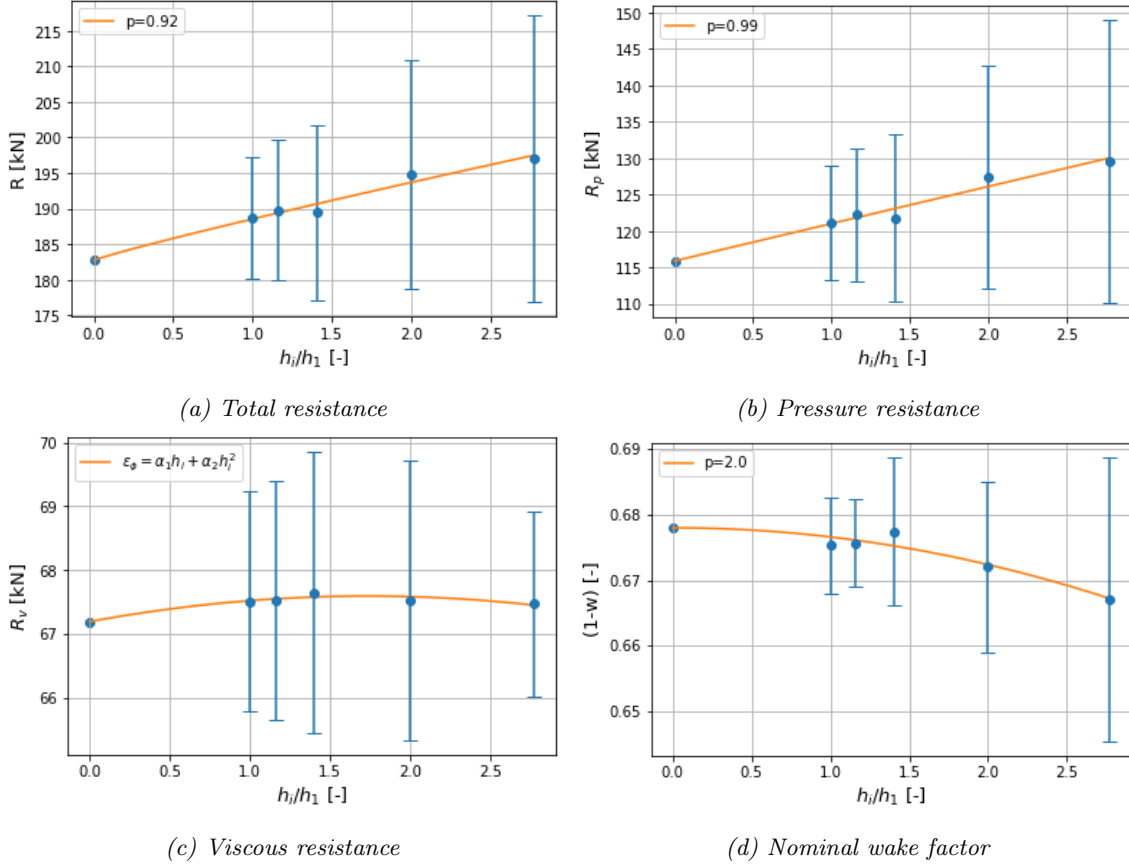 p=0.92
R [kN]
215
210
205
200
195
190
185
180
175
0.0 0.5 1.0 1.5 2.0 2.5
h_i/h_1 [-]
(a) Total resistance
p=0.99
R_p [kN]
150
145
140
135
130
125
120
115
110
0.0 0.5 1.0 1.5 2.0 2.5
h_i/h_1 [-]
(b) Pressure resistance
ε_ϕ = α_1h_i + α_2h_i^2
R_v [kN]
70
69
68
67
66
0.0 0.5 1.0 1.5 2.0 2.5
h_i/h_1 [-]
(c) Viscous resistance
p=2.0
(1-w) [-]
0.69
0.68
0.67
0.66
0.65
0.0 0.5 1.0 1.5 2.0 2.5
h_i/h_1 [-]
(d) Nominal wake factor